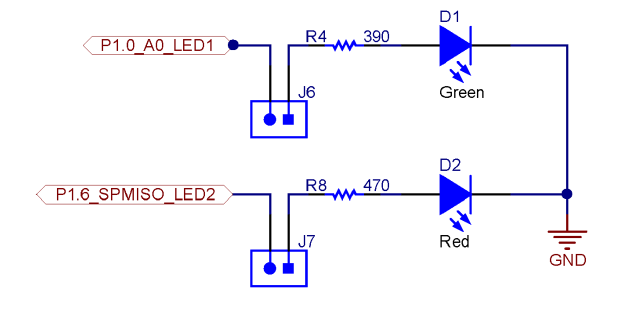 D1
P1.0_A0_LED1 R4 390
J6 Green
D2
P1.6_SPMISO_LED2 R8 470
J7 Red
GND